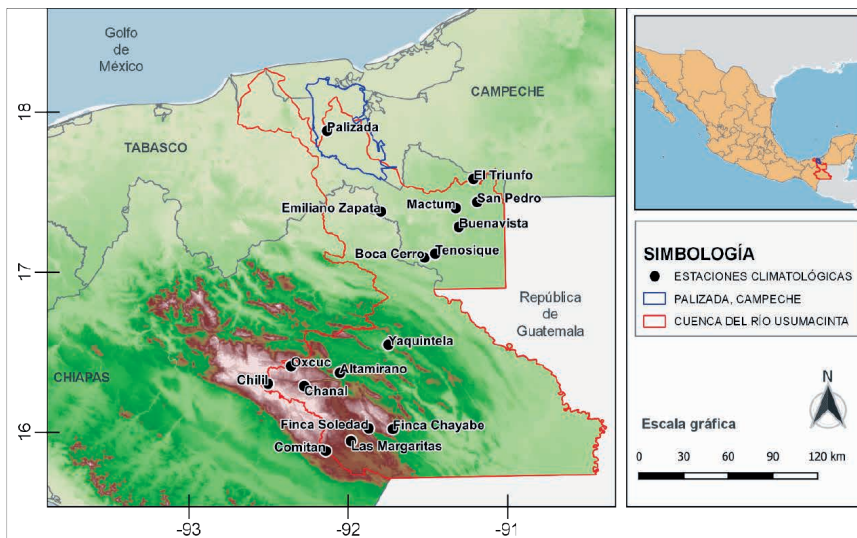 Golfo
de
México
CAMPECHE
18
Palizada
TABASCO
El Triunfo
San Pedro
Mactum
Emiliano Zapata
Buenavista
Boca Cerro
Tenosique
17
República
de
Guatemala
Yaquintela
Oxcuc
Altamirano
CHIAPAS
Chilil
Chanal
Finca Soledad
Finca Chayabe
16
Las Margaritas
Comitan
-93
-92
-91
SIMBOLOGÍA
ESTACIONES CLIMATOLÓGICAS
PALIZADA, CAMPECHE
CUENCA DEL RÍO USUMACINTA
N
Escala gráfica
0 30 60 90 120 km